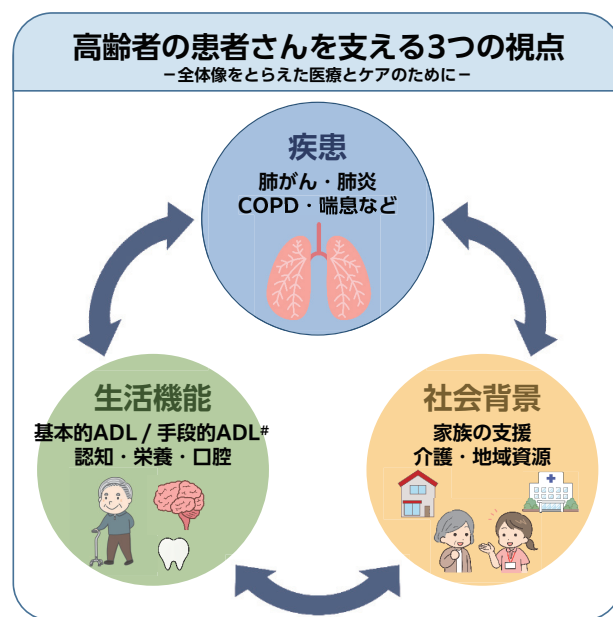 高齢者の患者さんを支える3つの視点
－全体像をとらえた医療とケアのために－
疾患
肺がん・肺炎
COPD・喘息など
生活機能
基本的ADL / 手段的ADL#
認知・栄養・口腔
社会背景
家族の支援
介護・地域資源